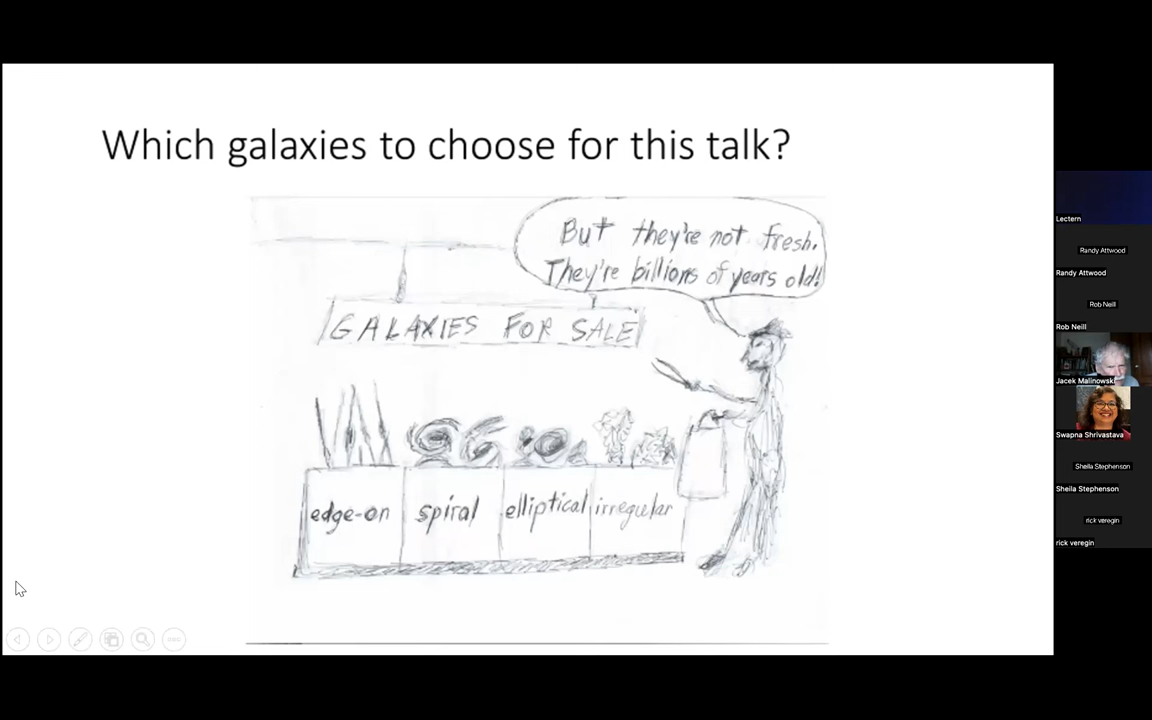 Which galaxies to choose for this talk?
But they're not fresh.
They're billions of years old!
GALAXIES FOR SALE
edge-on
spiral
elliptical
irregular
Lectern
Randy Attwood
Randy Attwood
Rob Neill
Rob Neill
Jacek Malinowski
Swapna Shrivastava
Sheila Stephenson
Sheila Stephenson
rick veregin
rick veregin